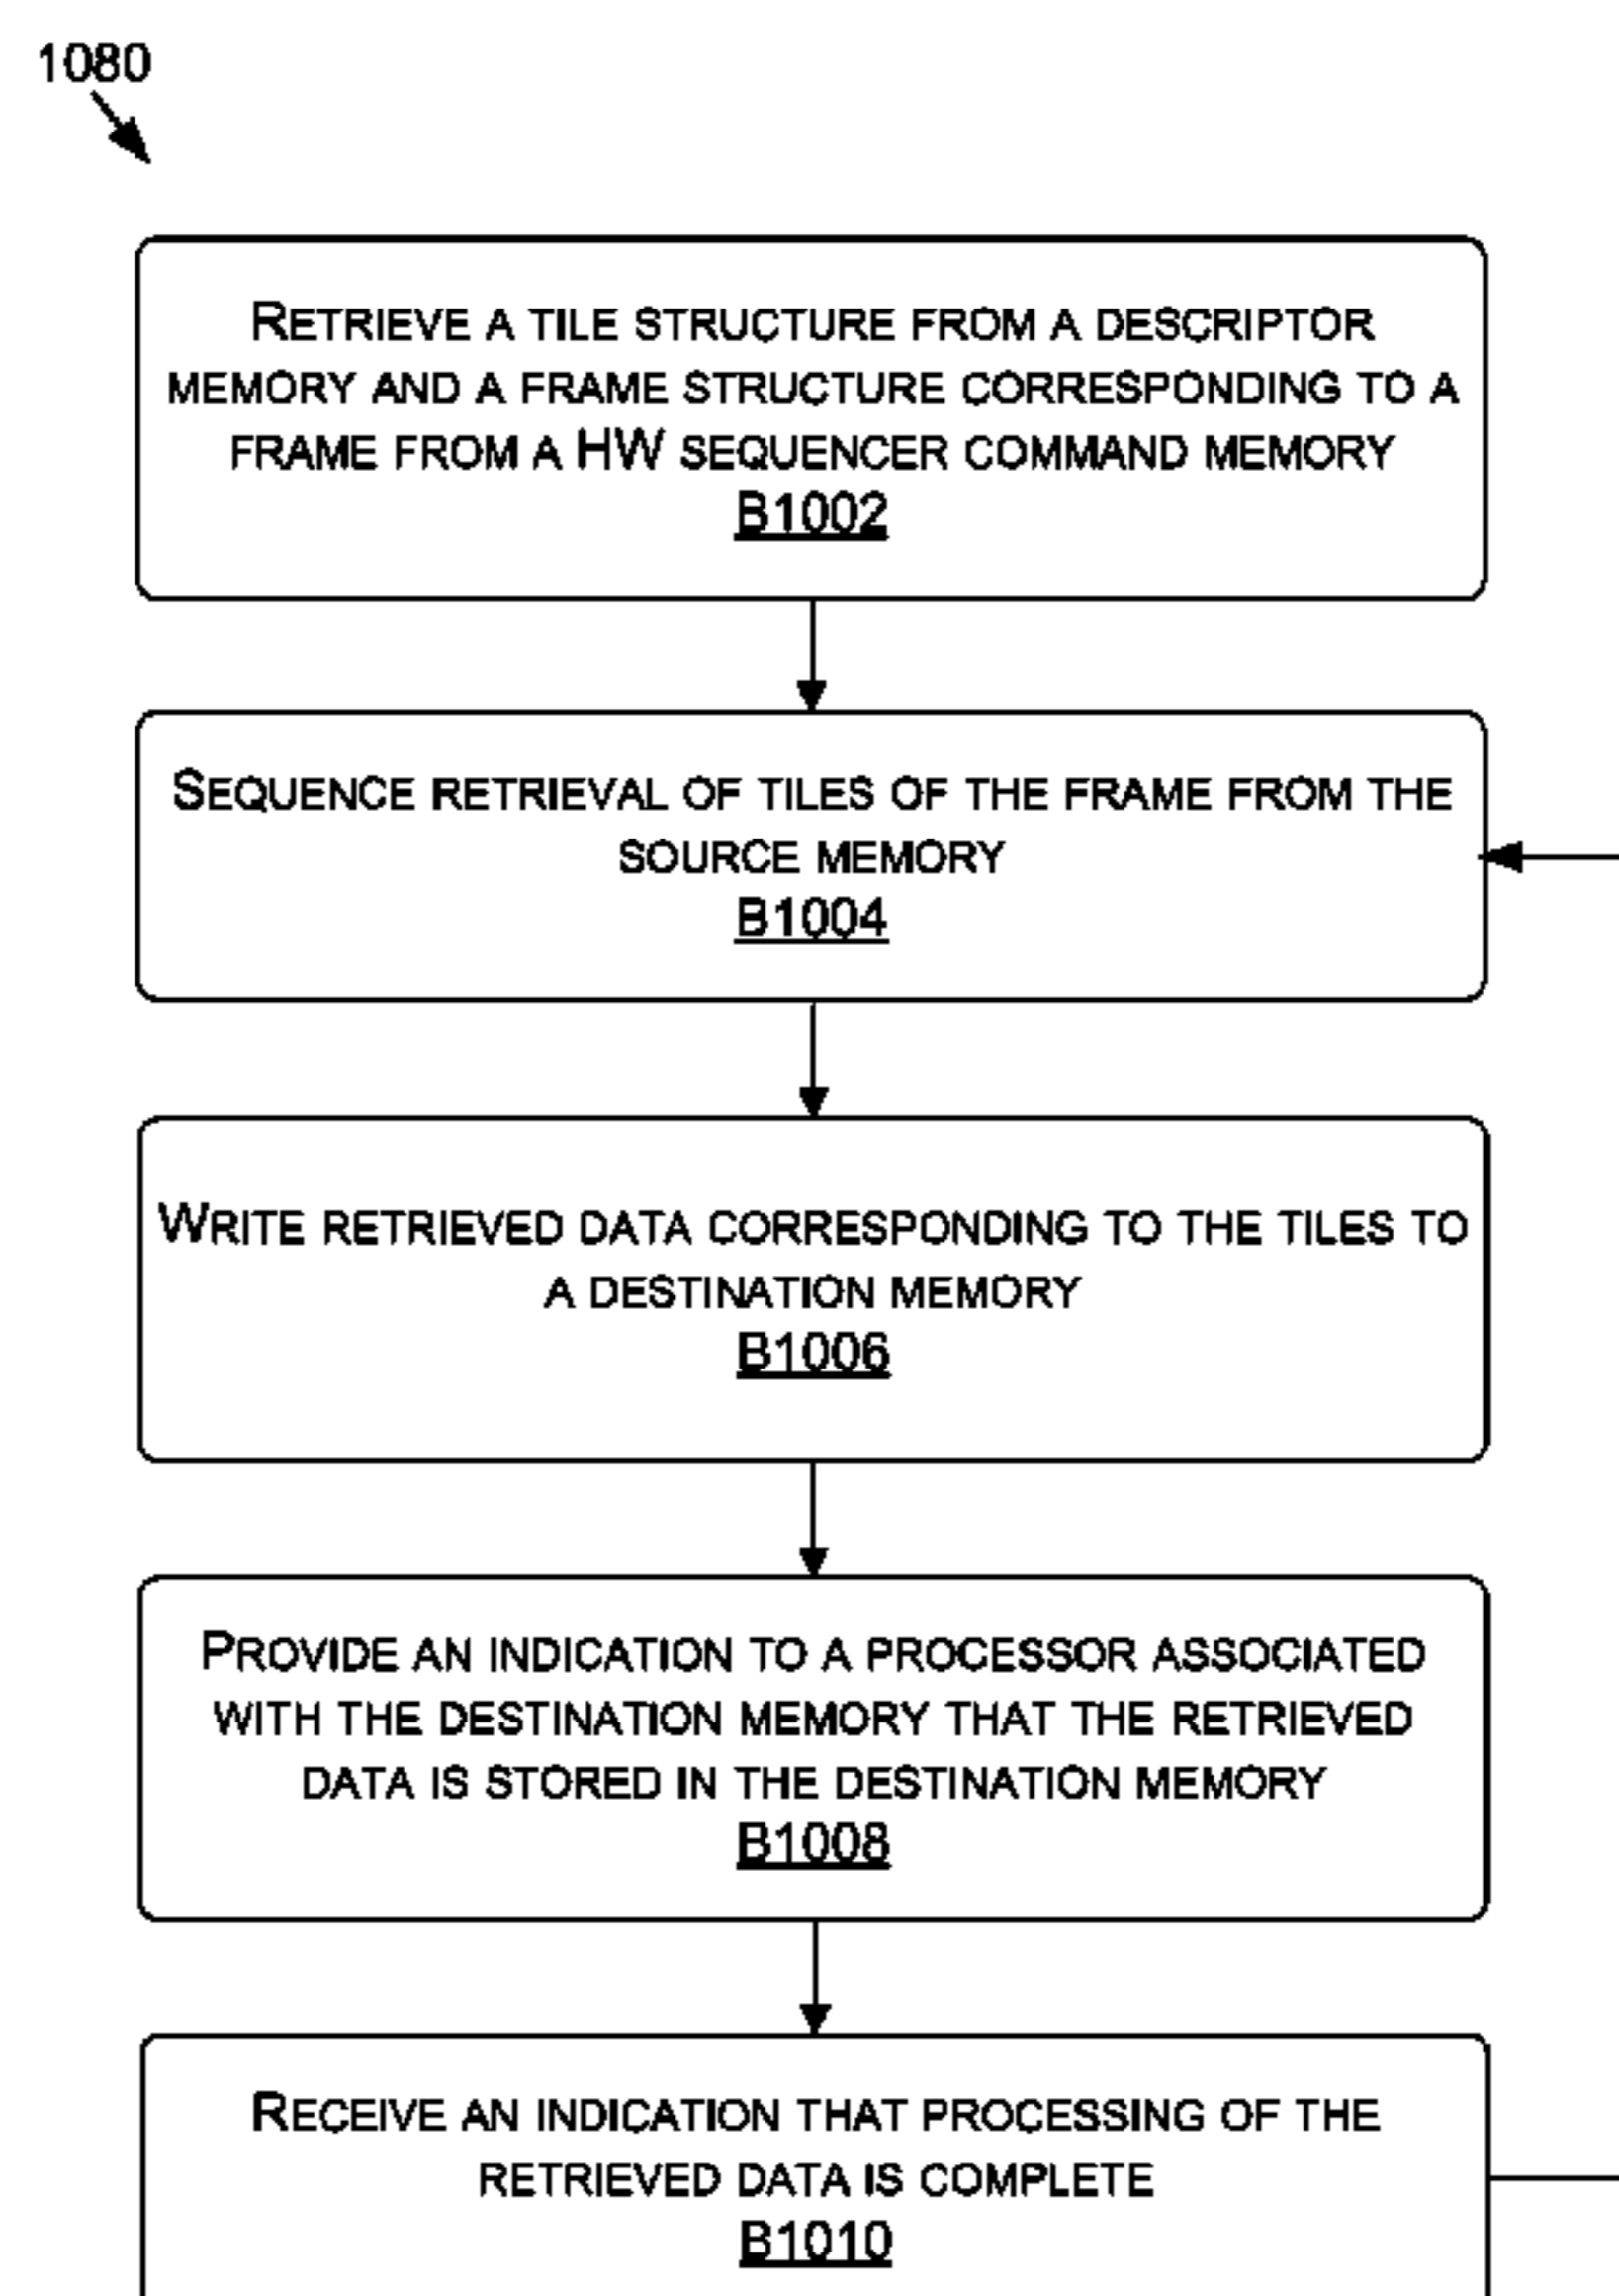 1080
RETRIEVE A TILE STRUCTURE FROM A DESCRIPTOR
MEMORY AND A FRAME STRUCTURE CORRESPONDING TO A
FRAME FROM A HW SEQUENCER COMMAND MEMORY
B1002
SEQUENCE RETRIEVAL OF TILES OF THE FRAME FROM THE
SOURCE MEMORY
B1004
WRITE RETRIEVED DATA CORRESPONDING TO THE TILES TO
A DESTINATION MEMORY
B1006
PROVIDE AN INDICATION TO A PROCESSOR ASSOCIATED
WITH THE DESTINATION MEMORY THAT THE RETRIEVED
DATA IS STORED IN THE DESTINATION MEMORY
B1008
RECEIVE AN INDICATION THAT PROCESSING OF THE
RETRIEVED DATA IS COMPLETE
B1010